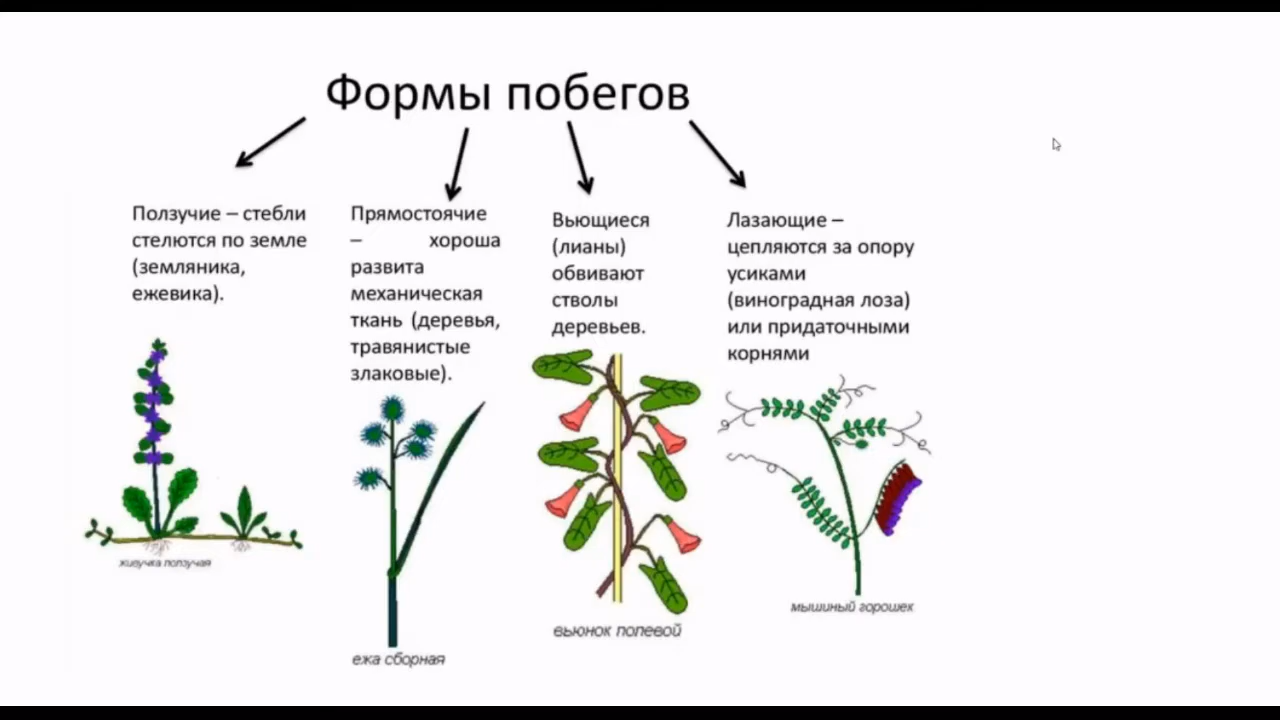 Формы побегов
Ползучие – стебли
стелются по земле
(земляника,
ежевика).
Прямостоячие
– хороша
развита
механическая
ткань (деревья,
травянистые
злаковые).
Вьющиеся
(лианы)
обвивают
стволы
деревьев.
Лазающие –
цепляются за опору
усиками
(виноградная лоза)
или придаточными
корнями
живучка ползучая
ежа сборная
вьюнок полевой
мышиный горошек